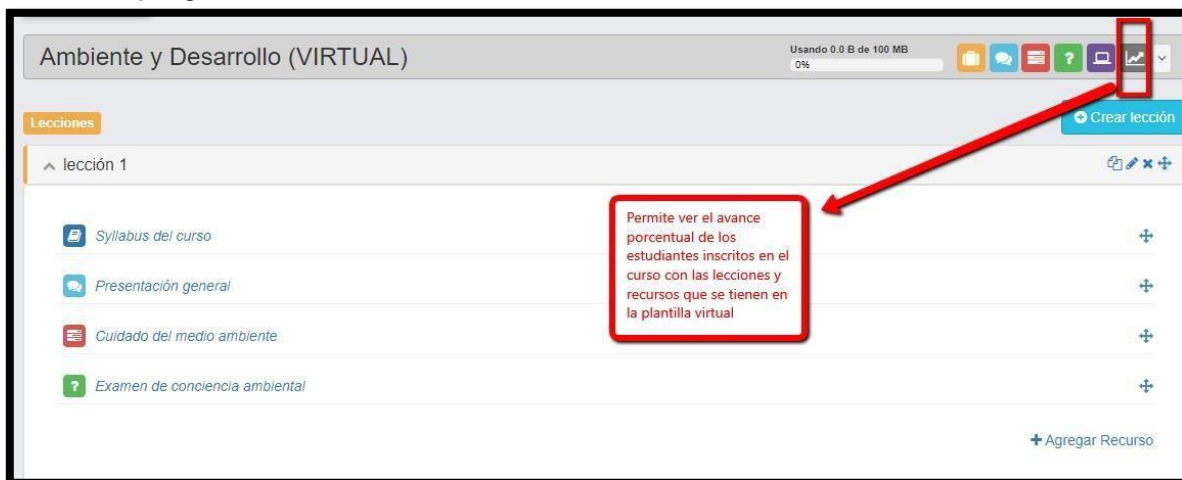 Ambiente y Desarrollo (VIRTUAL)
Usando 0.0 B de 100 MB
0%
?
Lecciones
Crear lección
lección 1
Syllabus del curso
Presentación general
Cuidado del medio ambiente
? Examen de conciencia ambiental
Permite ver el avance
porcentual de los
estudiantes inscritos en el
curso con las lecciones y
recursos que se tienen en
la plantilla virtual
Agregar Recurso